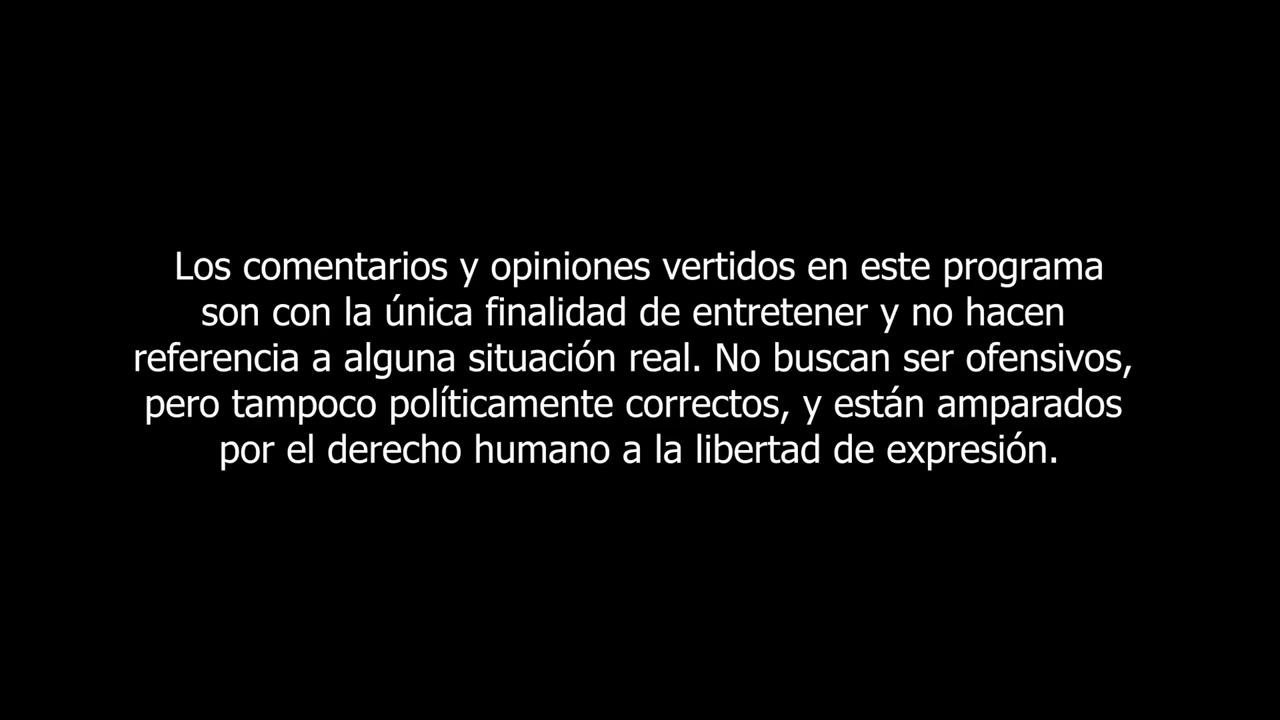 Los comentarios y opiniones vertidos en este programa
son con la única finalidad de entretener y no hacen
referencia a alguna situación real. No buscan ser ofensivos,
pero tampoco políticamente correctos, y están amparados
por el derecho humano a la libertad de expresión.